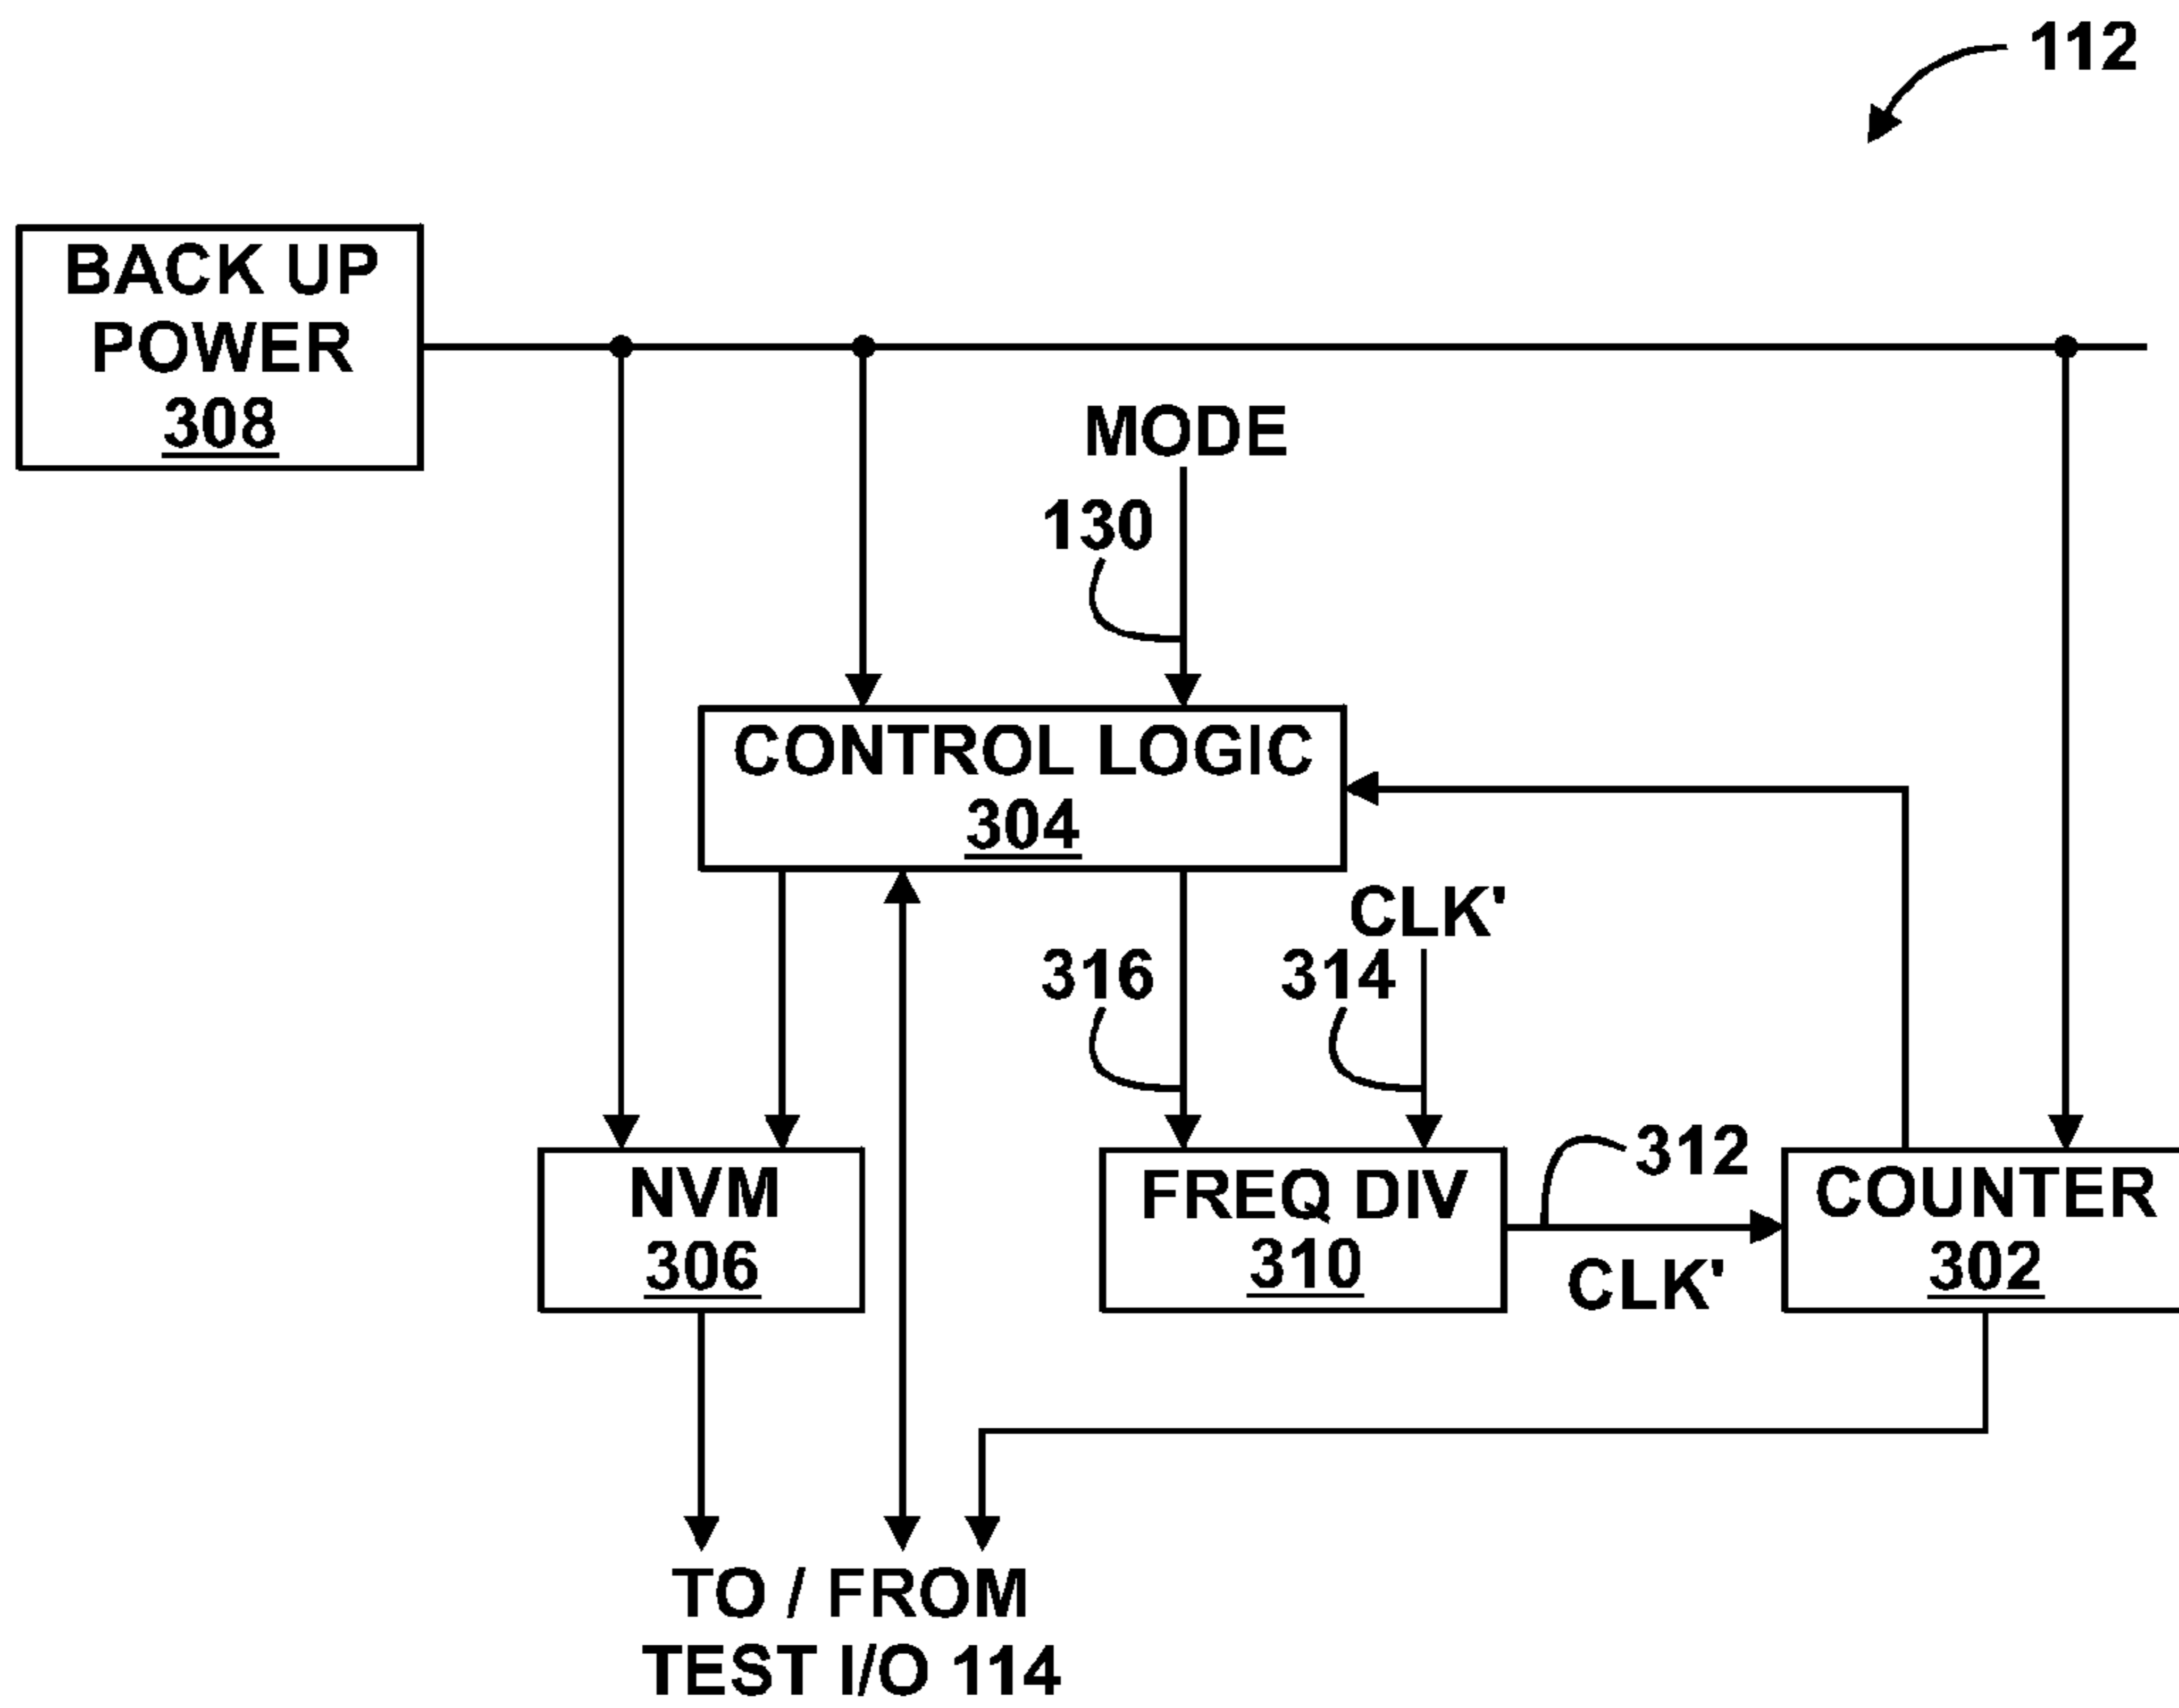 112
BACK UP
POWER
308
MODE
130
CONTROL LOGIC
304
CLK'
316
314
312
NVM
306
FREQ DIV
310
COUNTER
302
CLK'
TO / FROM
TEST I/O 114